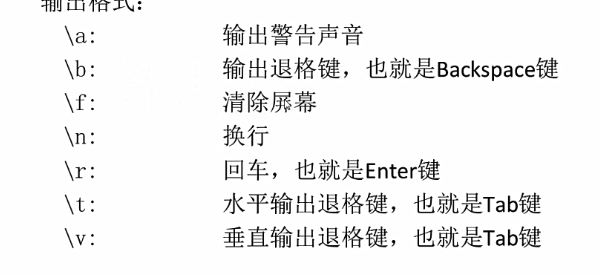 输出格式：
\a: 输出警告声音
\b: 输出退格键，也就是Backspace键
\f: 清除屏幕
\n: 换行
\r: 回车，也就是Enter键
\t: 水平输出退格键，也就是Tab键
\v: 垂直输出退格键，也就是Tab键